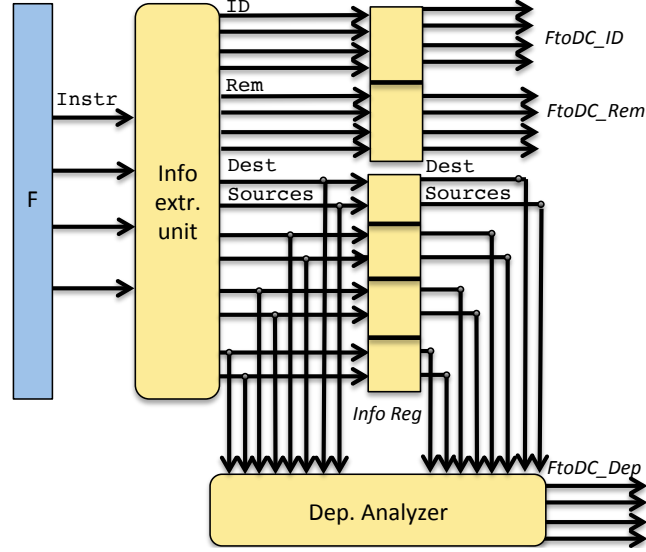 ID
FtoDC_ID
Instr
Rem
FtoDC_Rem
F
Info
extr.
unit
Dest
Sources
Dest
Sources
Info Reg
FtoDC_Dep
Dep. Analyzer